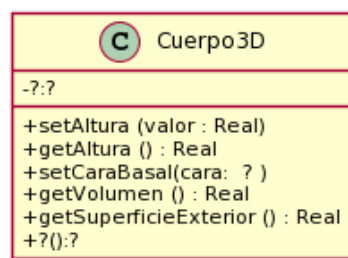 C Cuerpo3D
-?:?
+setAltura (valor : Real)
+getAltura () : Real
+setCaraBasal(cara: ? )
+getVolumen () : Real
+getSuperficieExterior () : Real
+?():?